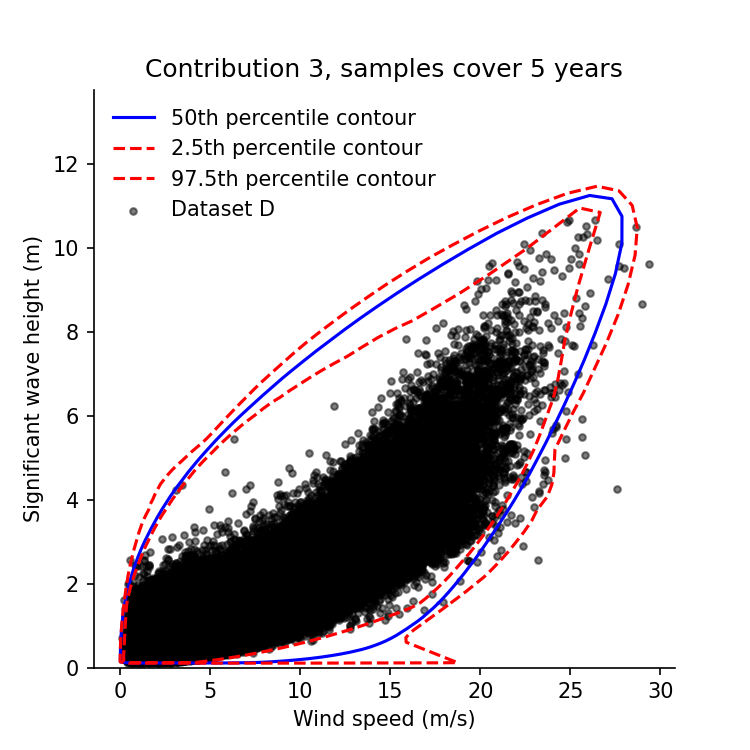 Contribution 3, samples cover 5 years
50th percentile contour
2.5th percentile contour
97.5th percentile contour
Dataset D
Significant wave height (m)
12
10
8
6
4
2
0
0 5 10 15 20 25 30
Wind speed (m/s)